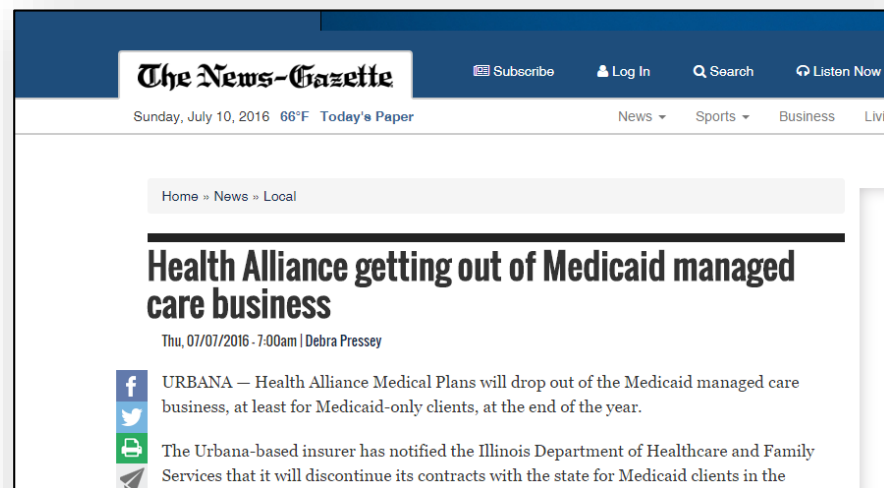 The News-Gazette
Subscribe Log In Search Listen Now
Sunday, July 10, 2016 66°F Today's Paper
News Sports Business
Home » News » Local
Health Alliance getting out of Medicaid managed
care business
Thu, 07/07/2016 - 7:00am | Debra Pressey
URBANA — Health Alliance Medical Plans will drop out of the Medicaid managed care
business, at least for Medicaid-only clients, at the end of the year.
The Urbana-based insurer has notified the Illinois Department of Healthcare and Family
Services that it will discontinue its contracts with the state for Medicaid clients in the